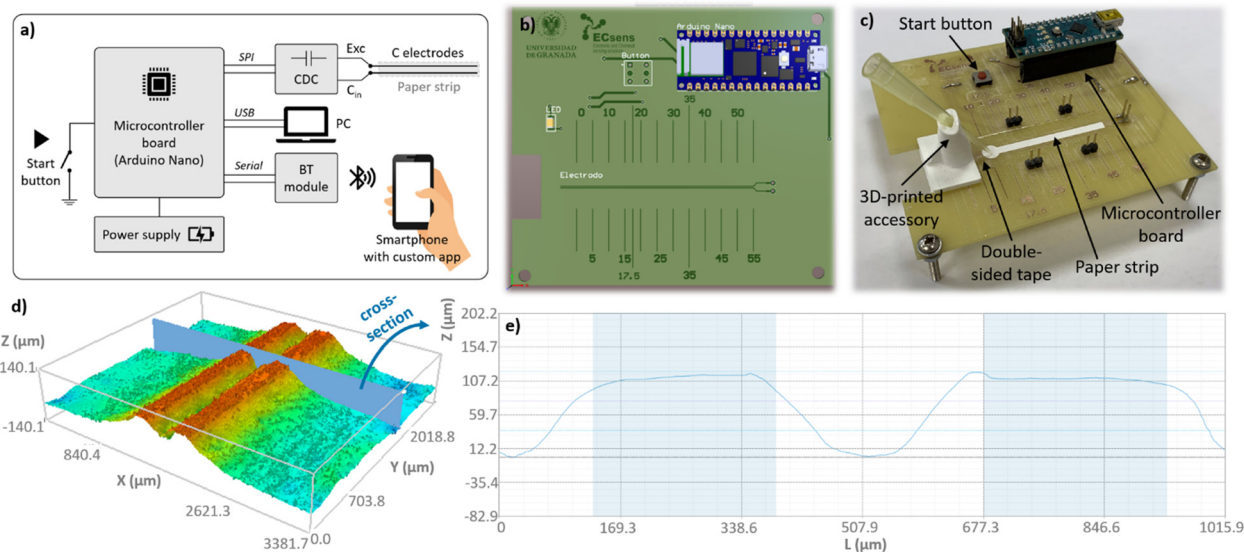 a)
SPI
CDC
Exc
C_in
C electrodes
Paper strip
Microcontroller
board
(Arduino Nano)
USB
PC
Start
button
Serial
BT
module
Power supply
Smartphone
with custom app
b)
UNIVERSIDAD
DE GRANADA
ECsens
Arduino Nano
Button
LED
35
0 10 20 30 40 50
Electrodo
5 15 25 45 55
17.5 35
c)
Start button
3D-printed
accessory
Double-
sided tape
Paper strip
Microcontroller
board
d)
cross-
section
Z (µm)
140.1
-140.1
840.4
X (µm)
2621.3
3381.7
0.0
703.8
Y (µm)
2018.8
e)
Z (µm)
202.2
154.7
107.2
59.7
12.2
-35.4
-82.9
0 169.3 338.6 507.9 677.3 846.6 1015.9
L (µm)